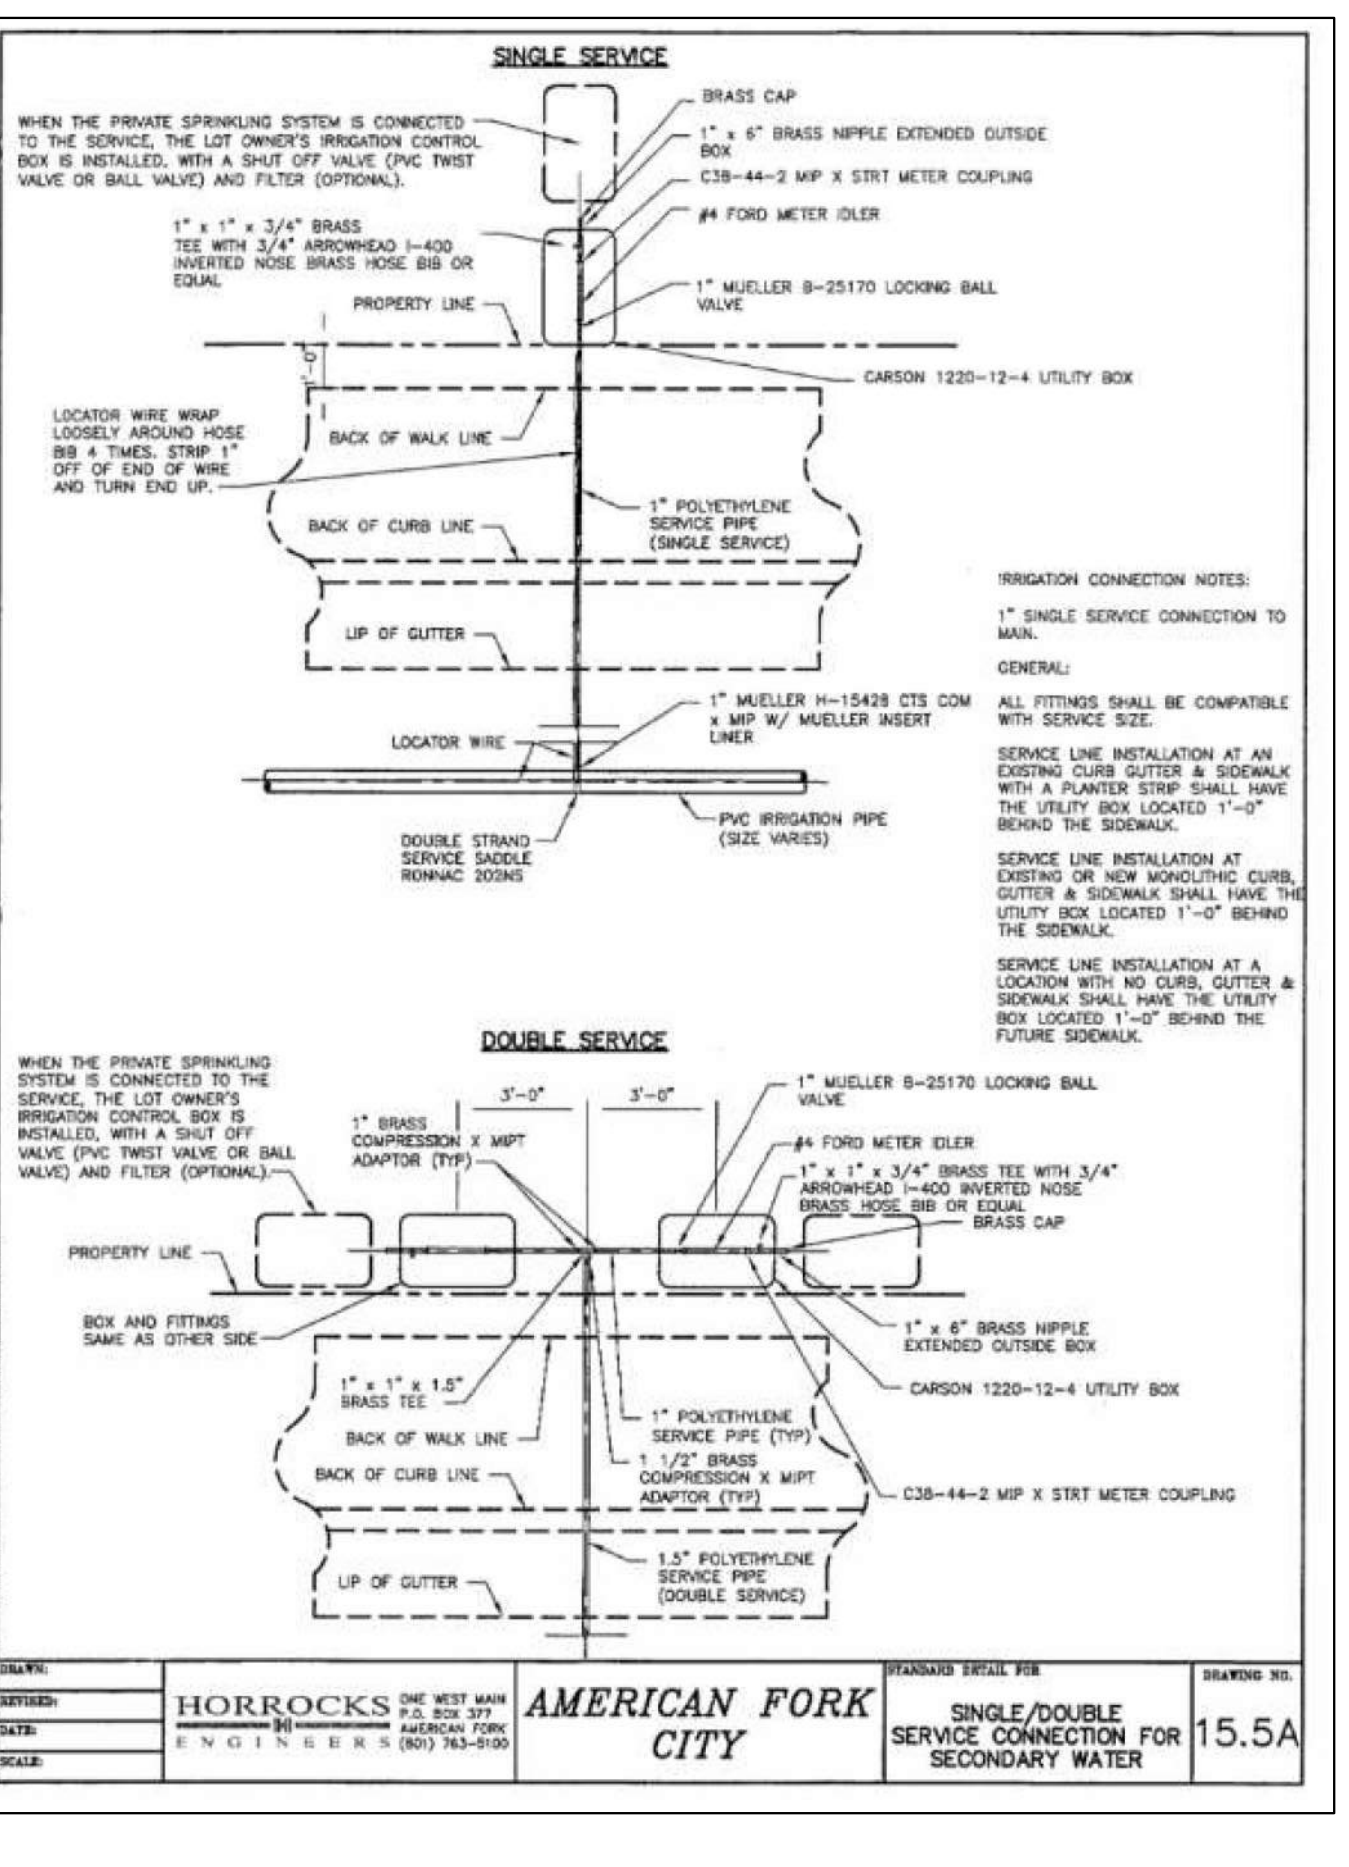 SINGLE SERVICE
WHEN THE PRIVATE SPRINKLING SYSTEM IS CONNECTED
TO THE SERVICE, THE LOT OWNER'S IRRIGATION CONTROL
BOX IS INSTALLED, WITH A SHUT OFF VALVE (PVC TWIST
VALVE OR BALL VALVE) AND FILTER (OPTIONAL).
BRASS CAP
1" x 6" BRASS NIPPLE EXTENDED OUTSIDE
BOX
C38-44-2 MIP X STRT METER COUPLING
#4 FORD METER IDLER
1" x 1" x 3/4" BRASS
TEE WITH 3/4" ARROWHEAD I-400
INVERTED NOSE BRASS HOSE BIB OR
EQUAL
1" MUELLER B-25170 LOCKING BALL
VALVE
PROPERTY LINE
1'-0"
CARSON 1220-12-4 UTILITY BOX
LOCATOR WIRE WRAP
LOOSELY AROUND HOSE
BIB 4 TIMES. STRIP 1"
OFF OF END OF WIRE
AND TURN END UP.
BACK OF WALK LINE
1" POLYETHYLENE
SERVICE PIPE
(SINGLE SERVICE)
BACK OF CURB LINE
LIP OF GUTTER
1" MUELLER H-15428 CTS COM
x MIP W/ MUELLER INSERT
LINER
LOCATOR WIRE
PVC IRRIGATION PIPE
(SIZE VARIES)
DOUBLE STRAND
SERVICE SADDLE
RONNAC 202NS
IRRIGATION CONNECTION NOTES:
1" SINGLE SERVICE CONNECTION TO
MAIN.
GENERAL:
ALL FITTINGS SHALL BE COMPATIBLE
WITH SERVICE SIZE.
SERVICE LINE INSTALLATION AT AN
EXISTING CURB GUTTER & SIDEWALK
WITH A PLANTER STRIP SHALL HAVE
THE UTILITY BOX LOCATED 1'-0"
BEHIND THE SIDEWALK.
SERVICE LINE INSTALLATION AT
EXISTING OR NEW MONOLITHIC CURB,
GUTTER & SIDEWALK SHALL HAVE THE
UTILITY BOX LOCATED 1'-0" BEHIND
THE SIDEWALK.
SERVICE LINE INSTALLATION AT A
LOCATION WITH NO CURB, GUTTER &
SIDEWALK SHALL HAVE THE UTILITY
BOX LOCATED 1'-0" BEHIND THE
FUTURE SIDEWALK.
DOUBLE SERVICE
WHEN THE PRIVATE SPRINKLING
SYSTEM IS CONNECTED TO THE
SERVICE, THE LOT OWNER'S
IRRIGATION CONTROL BOX IS
INSTALLED, WITH A SHUT OFF
VALVE (PVC TWIST VALVE OR BALL
VALVE) AND FILTER (OPTIONAL).
3'-0"
3'-0"
1" BRASS
COMPRESSION X MIPT
ADAPTOR (TYP)
1" MUELLER B-25170 LOCKING BALL
VALVE
#4 FORD METER IDLER
1" x 1" x 3/4" BRASS TEE WITH 3/4"
ARROWHEAD I-400 INVERTED NOSE
BRASS HOSE BIB OR EQUAL
BRASS CAP
PROPERTY LINE
BOX AND FITTINGS
SAME AS OTHER SIDE
1" x 6" BRASS NIPPLE
EXTENDED OUTSIDE BOX
1" x 1" x 1.5"
BRASS TEE
CARSON 1220-12-4 UTILITY BOX
1" POLYETHYLENE
SERVICE PIPE (TYP)
BACK OF WALK LINE
1 1/2" BRASS
COMPRESSION X MIPT
ADAPTOR (TYP)
BACK OF CURB LINE
C38-44-2 MIP X STRT METER COUPLING
1.5" POLYETHYLENE
SERVICE PIPE
(DOUBLE SERVICE)
LIP OF GUTTER
DRAWN:
REVISED:
DATE:
SCALE:
HORROCKS
ENGINEERS
ONE WEST MAIN
P.O. BOX 377
AMERICAN FORK
(801) 763-5100
AMERICAN FORK
CITY
STANDARD DETAIL FOR
SINGLE/DOUBLE
SERVICE CONNECTION FOR
SECONDARY WATER
DRAWING NO.
15.5A